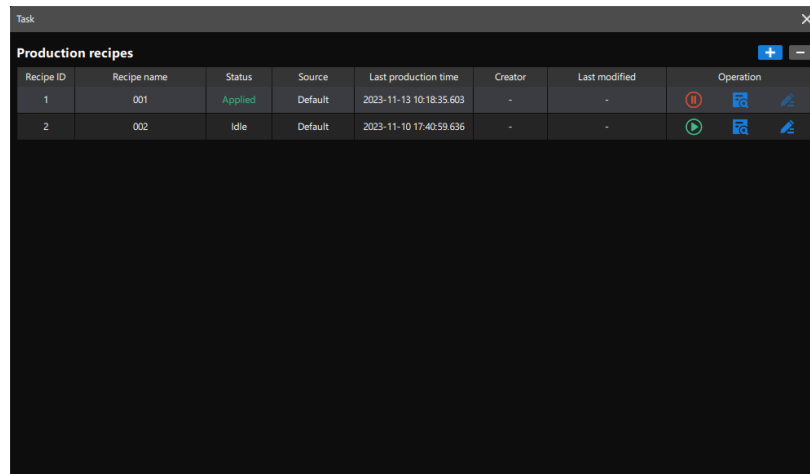 Task
Production recipes
Recipe ID Recipe name Status Source Last production time Creator Last modified Operation
1 001 Applied Default 2023-11-13 10:18:35.603 - -
2 002 Idle Default 2023-11-10 17:40:59.636 - -